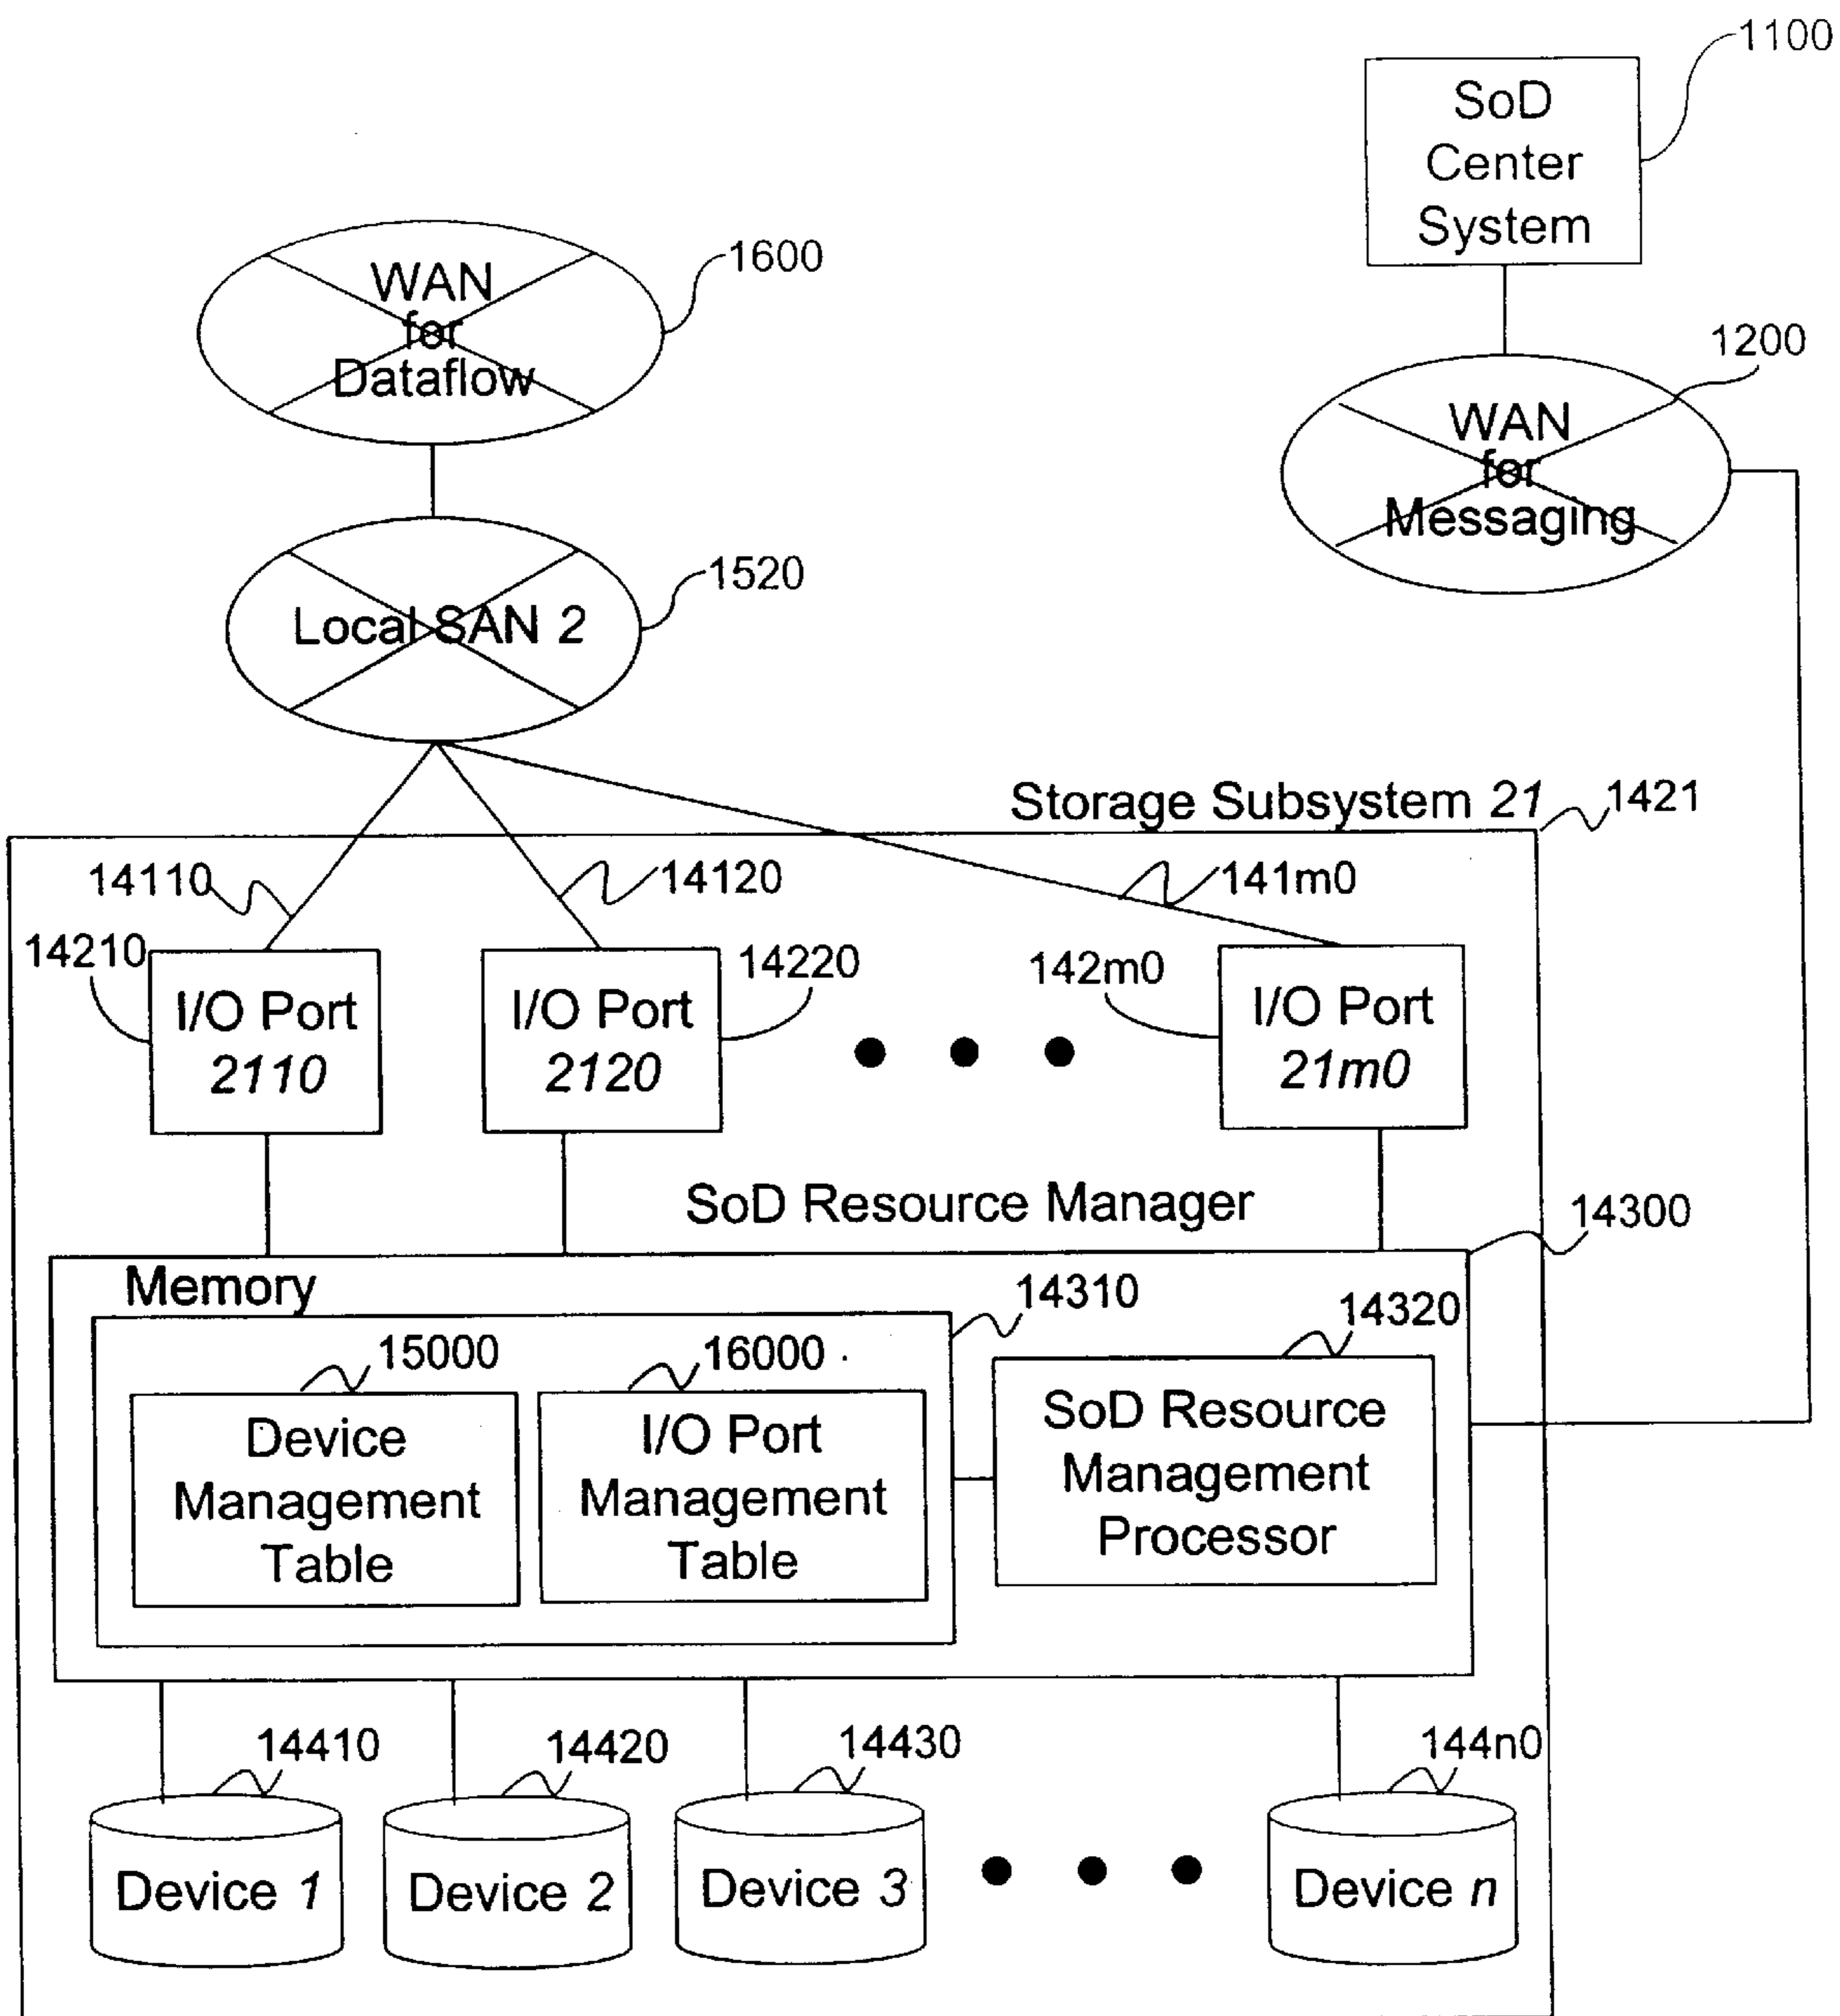 1100
SoD
Center
System
1600
WAN
for
Dataflow
1200
WAN
for
Messaging
1520
Local SAN 2
Storage Subsystem 21
1421
14110
14120
141m0
14210
I/O Port
2110
14220
I/O Port
2120
142m0
I/O Port
21m0
SoD Resource Manager
14300
Memory
14310
14320
15000
16000
Device
Management
Table
I/O Port
Management
Table
SoD Resource
Management
Processor
14410
14420
14430
144n0
Device 1
Device 2
Device 3
Device n